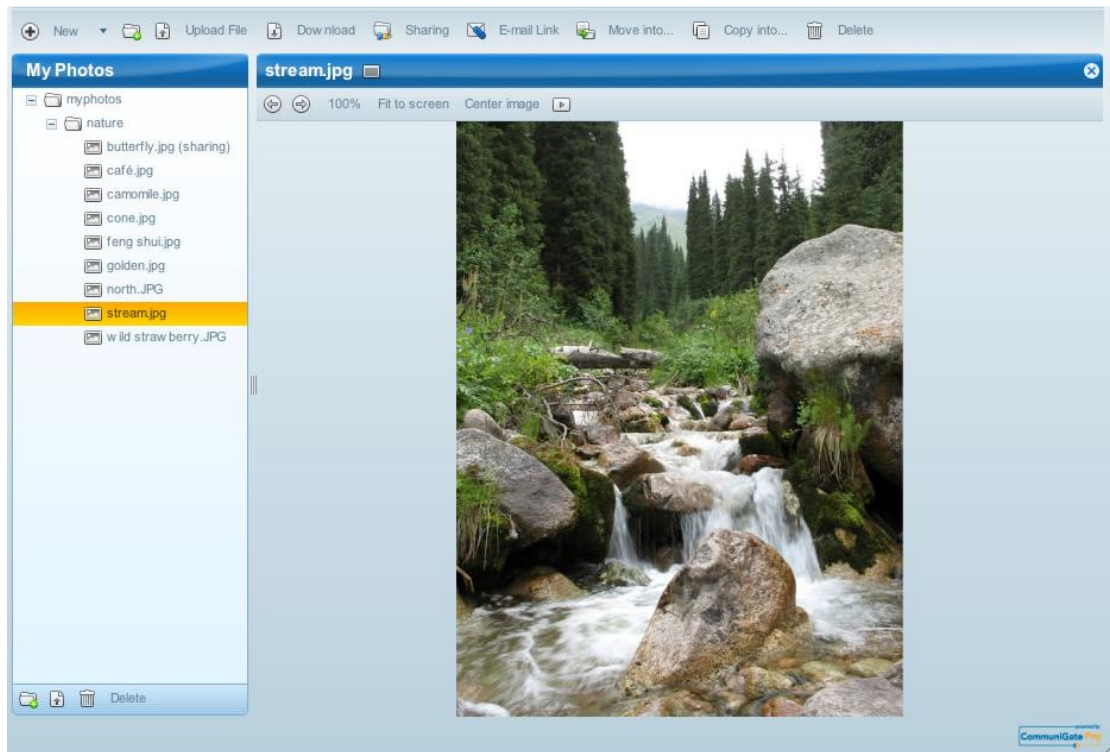 New Upload File Download Sharing E-mail Link Move into... Copy into... Delete
My Photos
myphotos
nature
butterfly.jpg (sharing)
café.jpg
camomile.jpg
cone.jpg
feng shui.jpg
golden.jpg
north.JPG
stream.jpg
wild strawberry.JPG
Delete
stream.jpg
100% Fit to screen Center image
powered by
CommuniGate Pro